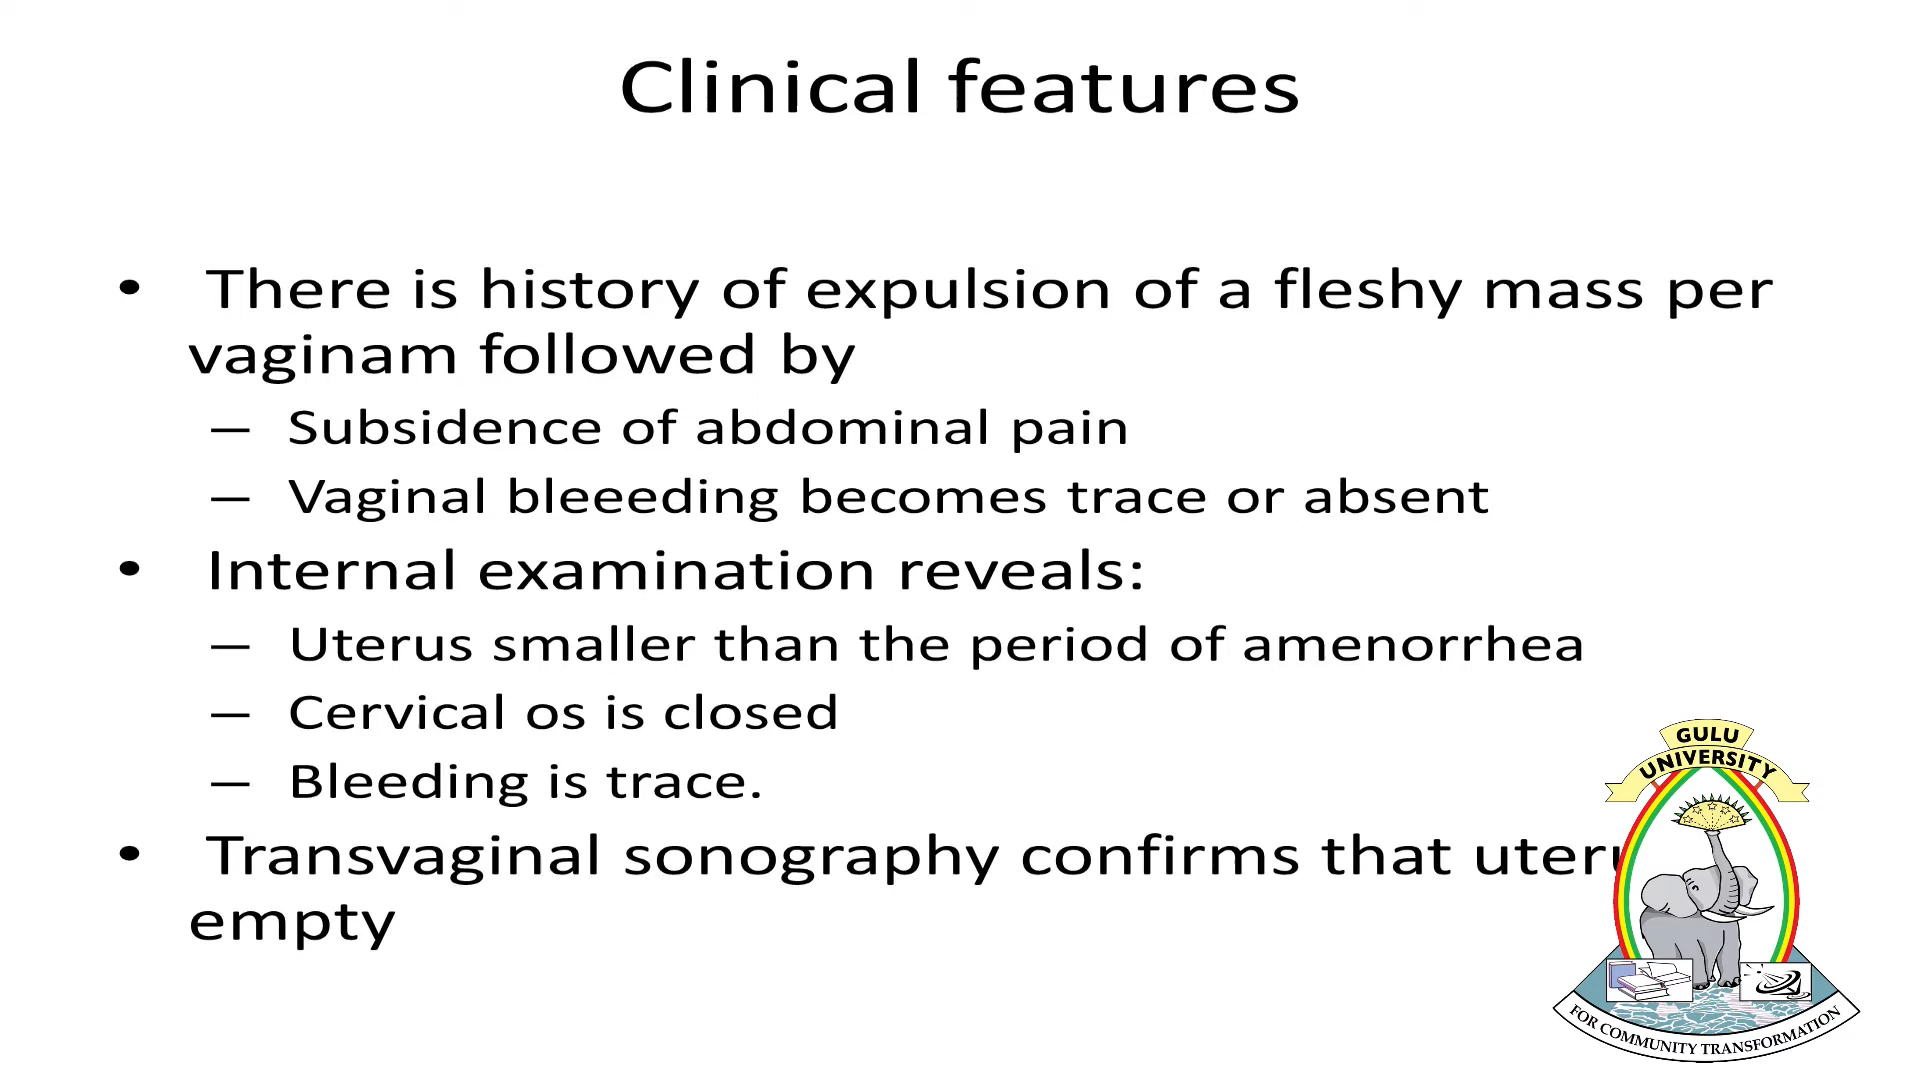 Clinical features
• There is history of expulsion of a fleshy mass per
vaginam followed by
– Subsidence of abdominal pain
– Vaginal bleeeding becomes trace or absent
• Internal examination reveals:
– Uterus smaller than the period of amenorrhea
– Cervical os is closed
– Bleeding is trace.
• Transvaginal sonography confirms that
empty
GULU
UNIVERSITY
FOR COMMUNITY TRANSFORMATION